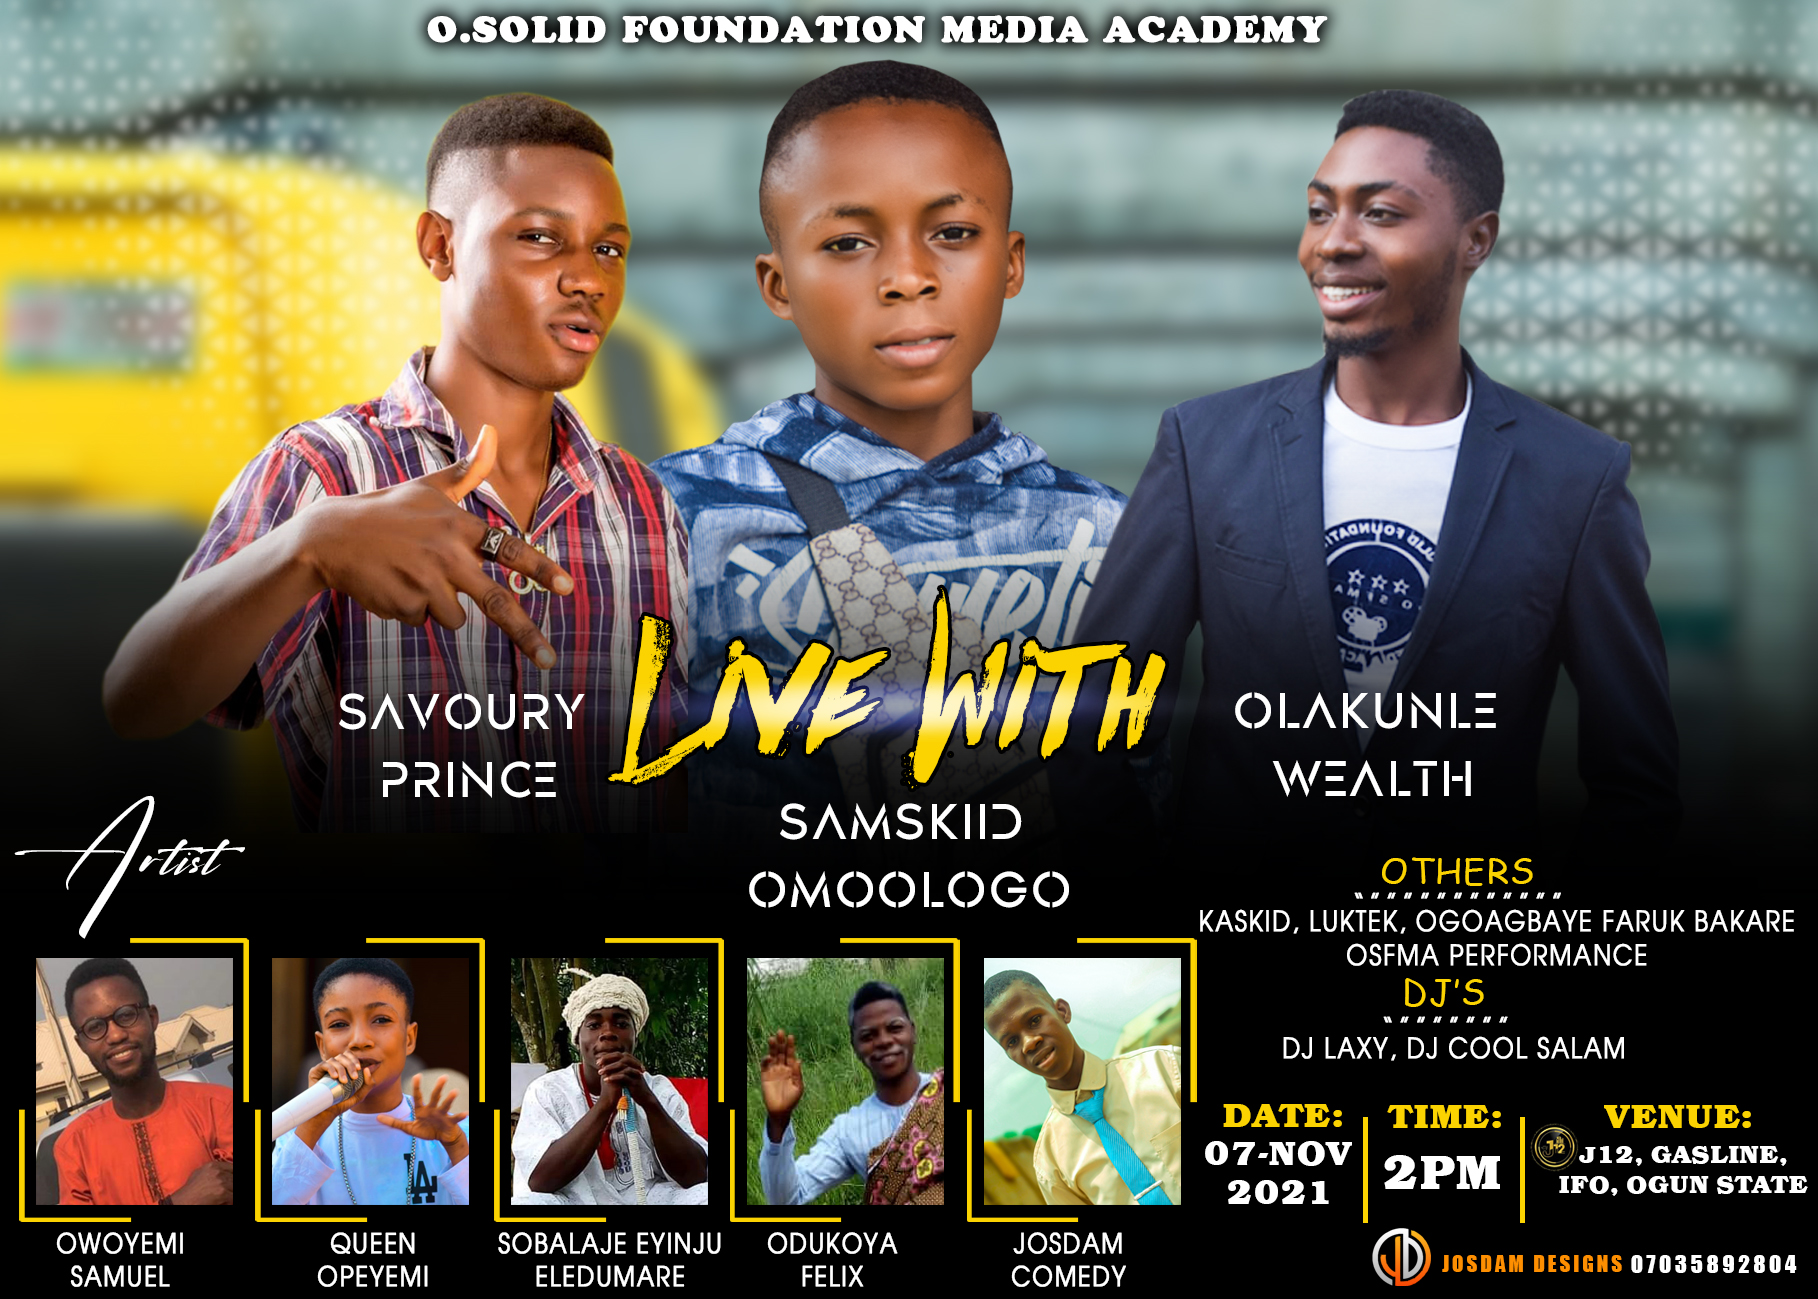 O.SOLID FOUNDATION MEDIA ACADEMY
SAVOURY
PRINCE
LIVE WITH
SAMSKIID
OMOOLOGO
OLAKUNLE
WEALTH
Artist
OWOYEMI
SAMUEL
QUEEN
OPEYEMI
SOBALAJE EYINJU
ELEDUMARE
ODUKOYA
FELIX
JOSDAM
COMEDY
LA
OTHERS
KASKID, LUKTEK, OGOAGBAYE FARUK BAKARE
OSFMA PERFORMANCE
DJ'S
DJ LAXY, DJ COOL SALAM
DATE:
07-NOV
2021
TIME:
2PM
VENUE:
J12
J12, GASLINE,
IFO, OGUN STATE
JOSDAM DESIGNS 07035892804